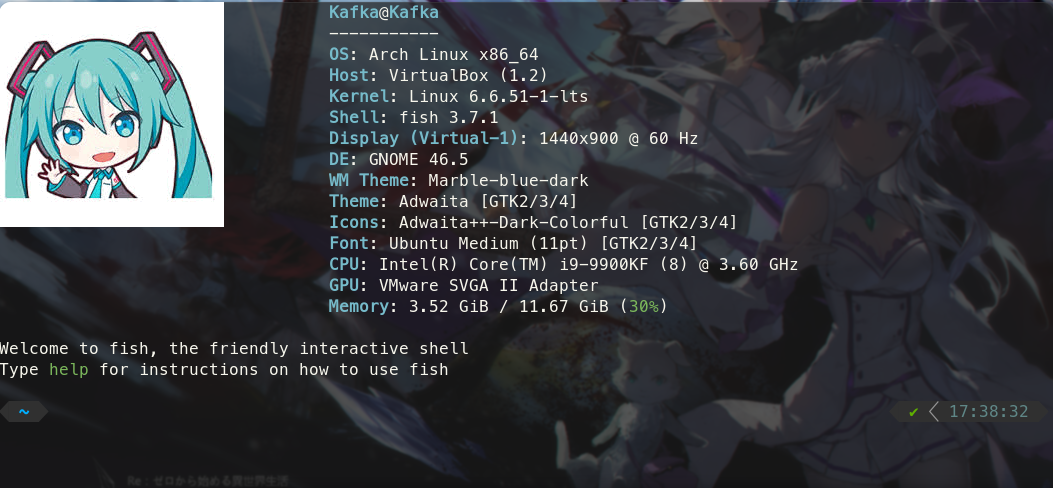 Kafka@Kafka
-----------
OS: Arch Linux x86_64
Host: VirtualBox (1.2)
Kernel: Linux 6.6.51-1-lts
Shell: fish 3.7.1
Display (Virtual-1): 1440x900 @ 60 Hz
DE: GNOME 46.5
WM Theme: Marble-blue-dark
Theme: Adwaita [GTK2/3/4]
Icons: Adwaita++-Dark-Colorful [GTK2/3/4]
Font: Ubuntu Medium (11pt) [GTK2/3/4]
CPU: Intel(R) Core(TM) i9-9900KF (8) @ 3.60 GHz
GPU: VMware SVGA II Adapter
Memory: 3.52 GiB / 11.67 GiB (30%)
Welcome to fish, the friendly interactive shell
Type help for instructions on how to use fish
~ ✔ 17:38:32
Re：ゼロから始める異世界生活